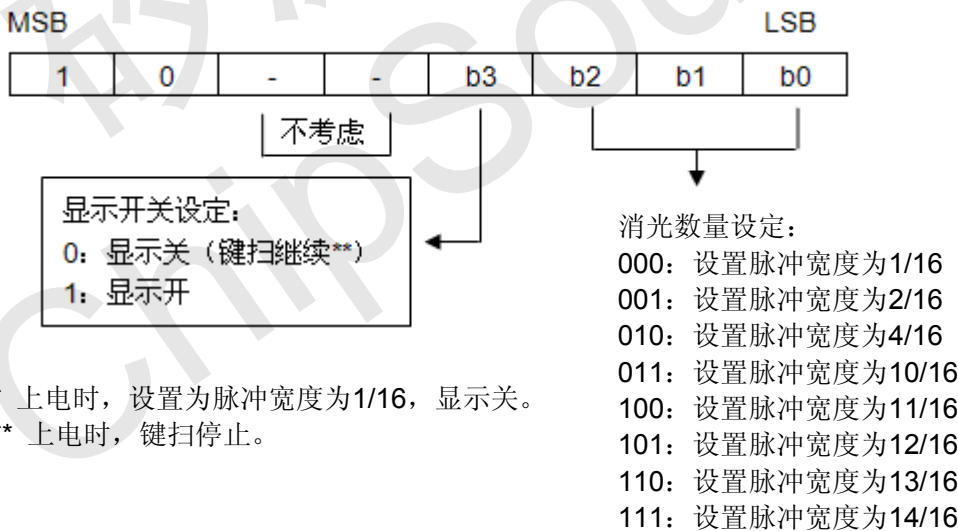 MSB LSB
1 0 - - b3 b2 b1 b0
不考虑
显示开关设定:
0: 显示关（键扫继续**）
1: 显示开
消光数量设定：
000：设置脉冲宽度为1/16
001：设置脉冲宽度为2/16
010：设置脉冲宽度为4/16
011：设置脉冲宽度为10/16
100：设置脉冲宽度为11/16
101：设置脉冲宽度为12/16
110：设置脉冲宽度为13/16
111：设置脉冲宽度为14/16
上电时，设置为脉冲宽度为1/16，显示关。
** 上电时，键扫停止。
ChipSou